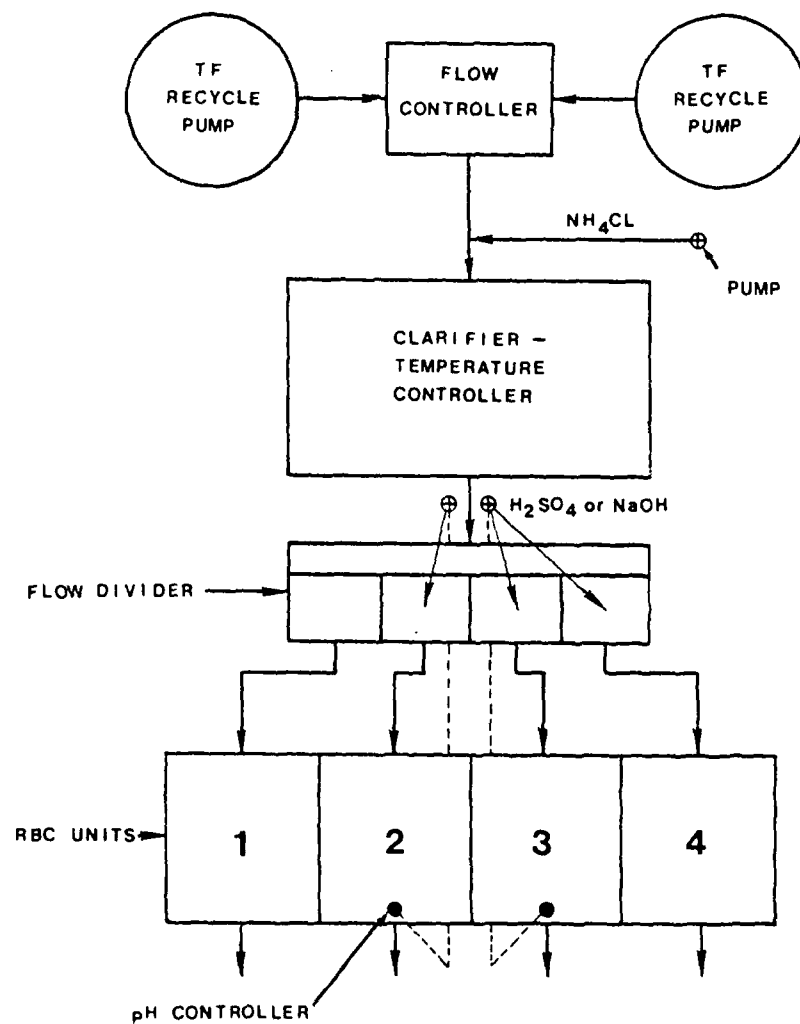 TF
RECYCLE
PUMP
FLOW
CONTROLLER
TF
RECYCLE
PUMP
NH4CL
PUMP
CLARIFIER –
TEMPERATURE
CONTROLLER
H2SO4 or NaOH
FLOW DIVIDER
RBC UNITS
1
2
3
4
pH CONTROLLER